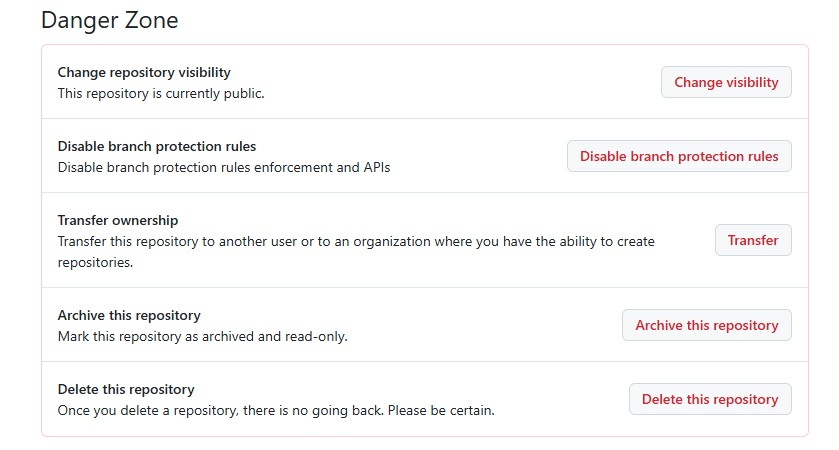 Danger Zone
Change repository visibility
This repository is currently public.
Change visibility
Disable branch protection rules
Disable branch protection rules enforcement and APIs
Disable branch protection rules
Transfer ownership
Transfer this repository to another user or to an organization where you have the ability to create
repositories.
Transfer
Archive this repository
Mark this repository as archived and read-only.
Archive this repository
Delete this repository
Once you delete a repository, there is no going back. Please be certain.
Delete this repository